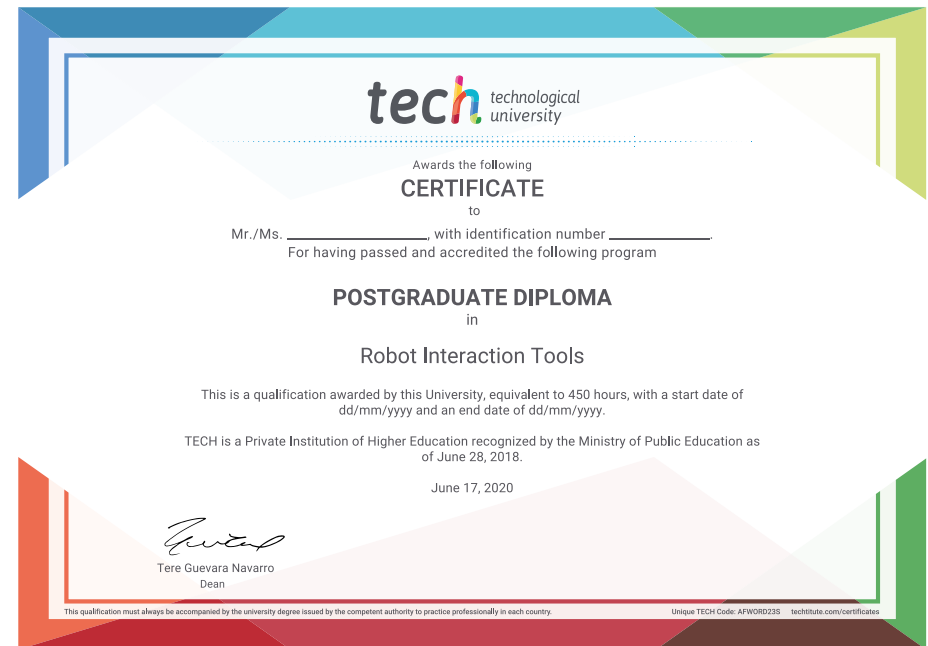 tech technological
university
Awards the following
CERTIFICATE
to
Mr./Ms. ____________________, with identification number ______________.
For having passed and accredited the following program
POSTGRADUATE DIPLOMA
in
Robot Interaction Tools
This is a qualification awarded by this University, equivalent to 450 hours, with a start date of
dd/mm/yyyy and an end date of dd/mm/yyyy.
TECH is a Private Institution of Higher Education recognized by the Ministry of Public Education as
of June 28, 2018.
June 17, 2020
Tere Guevara Navarro
Dean
This qualification must always be accompanied by the university degree issued by the competent authority to practice professionally in each country. Unique TECH Code: AFWORD23S techtitute.com/certificates